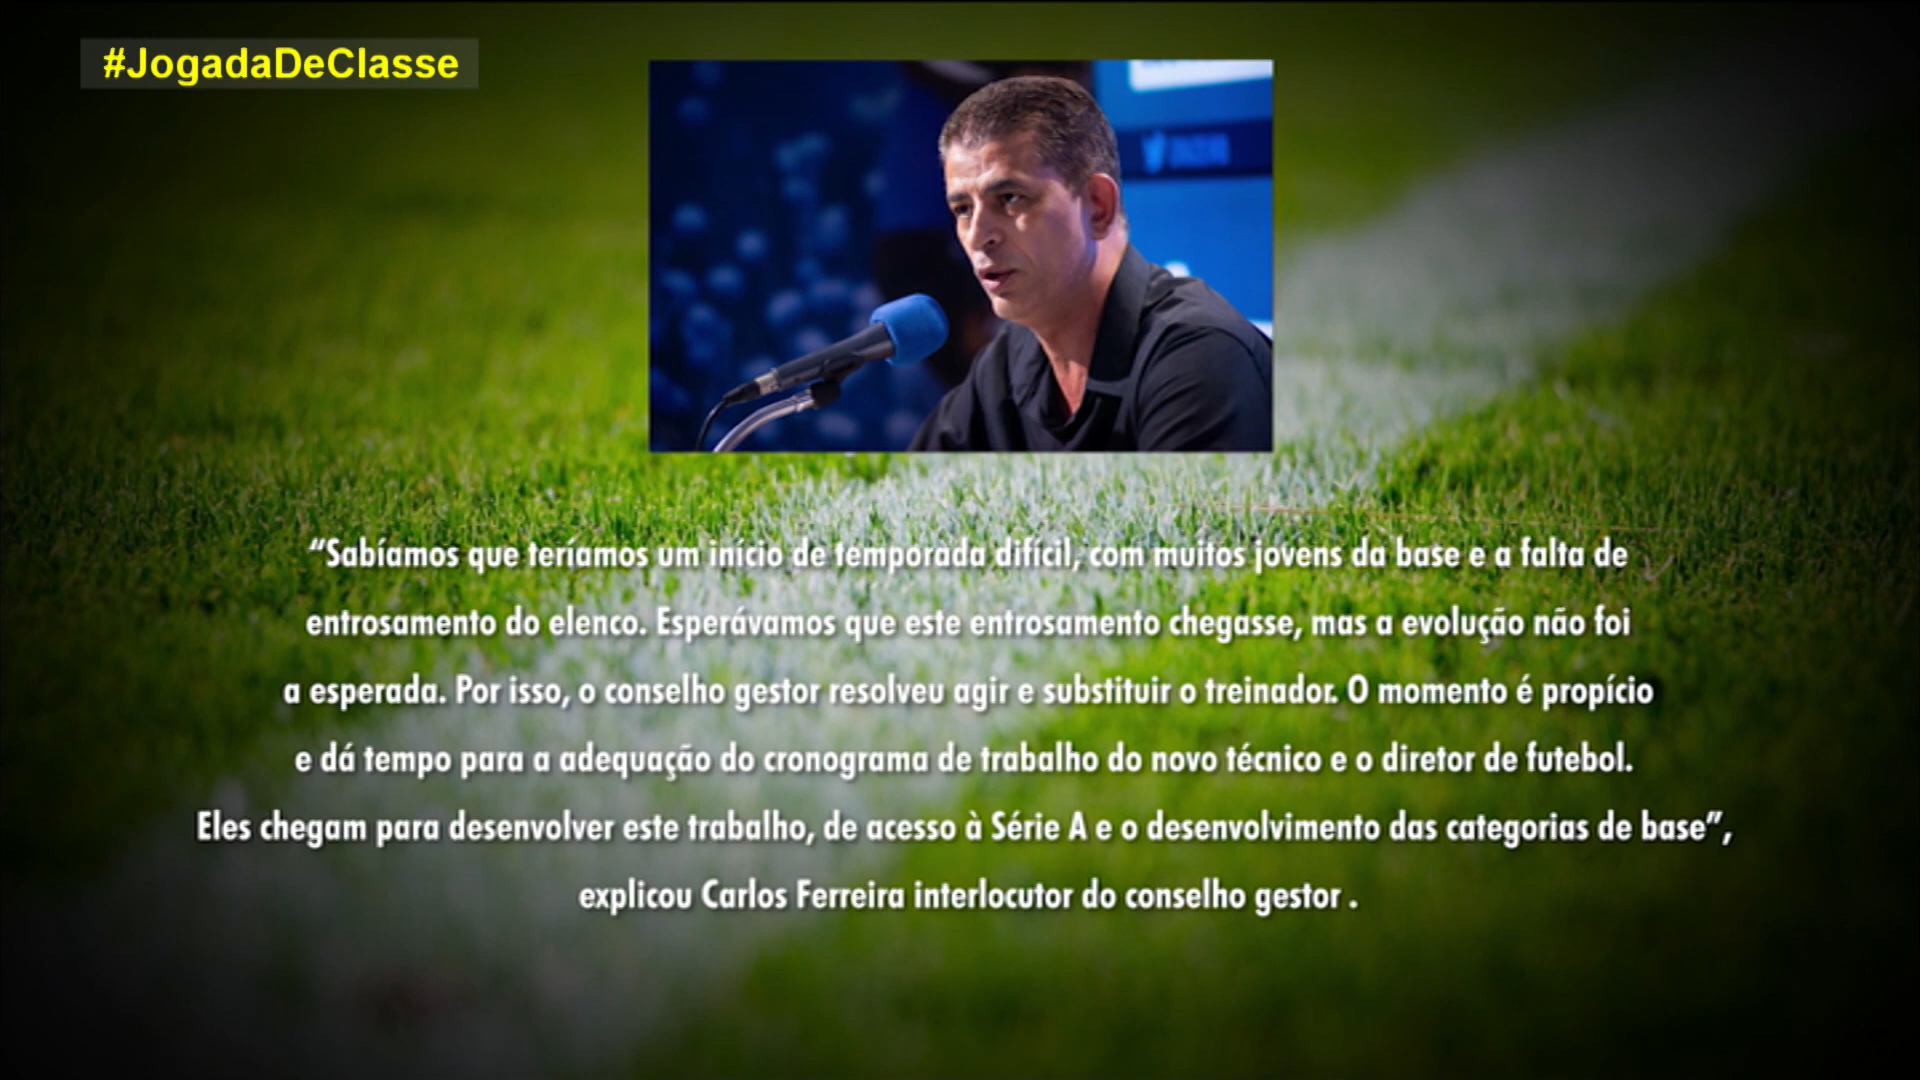 #JogadaDeClasse
“Sabíamos que teríamos um início de temporada difícil, com muitos jovens da base e a falta de
entrosamento do elenco. Esperávamos que este entrosamento chegasse, mas a evolução não foi
a esperada. Por isso, o conselho gestor resolveu agir e substituir o treinador. O momento é propício
e dá tempo para a adequação do cronograma de trabalho do novo técnico e o diretor de futebol.
Eles chegam para desenvolver este trabalho, de acesso à Série A e o desenvolvimento das categorias de base”,
explicou Carlos Ferreira interlocutor do conselho gestor .